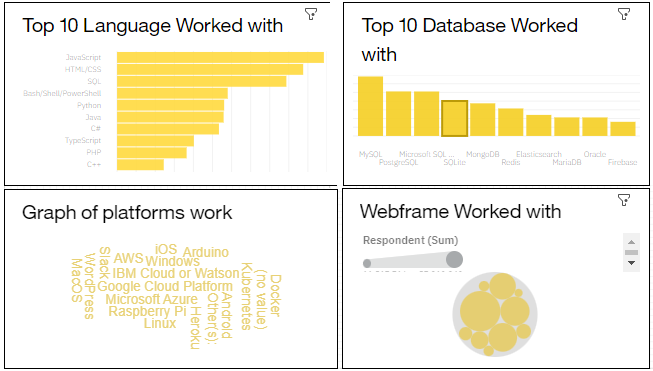 Top 10 Language Worked with
JavaScript
HTML/CSS
SQL
Bash/Shell/PowerShell
Python
Java
C#
TypeScript
PHP
C++
Top 10 Database Worked
with
MySQL
PostgreSQL
Microsoft SQL ...
SQLite
MongoDB
Redis
Elasticsearch
MariaDB
Oracle
Firebase
Graph of platforms work
iOS
Arduino
AWS
Windows
Slack
WordPress
MacOS
IBM Cloud or Watson
Google Cloud Platform
Microsoft Azure
Raspberry Pi
Linux
Heroku
Other(s):
Android
Kubernetes
(no value)
Docker
Webframe Worked with
Respondent (Sum)